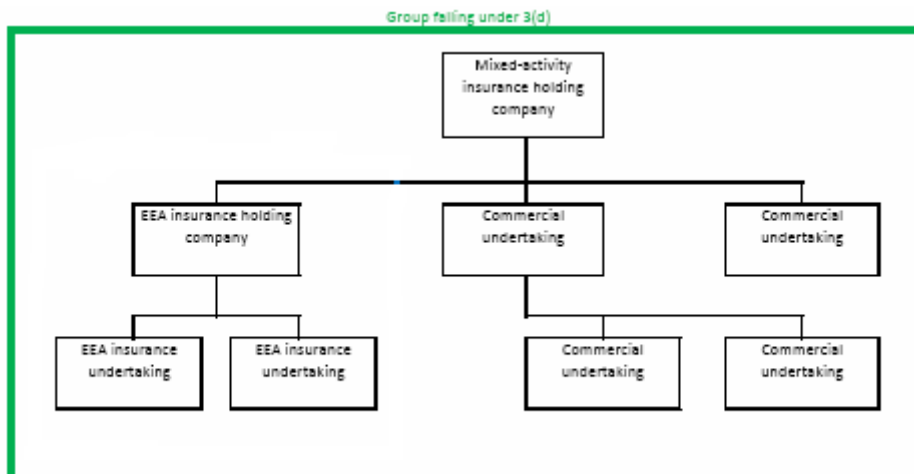 Group falling under 3(d)
Mixed-activity
insurance holding
company
EEA insurance holding
company
Commercial
undertaking
Commercial
undertaking
EEA insurance
undertaking
EEA insurance
undertaking
Commercial
undertaking
Commercial
undertaking